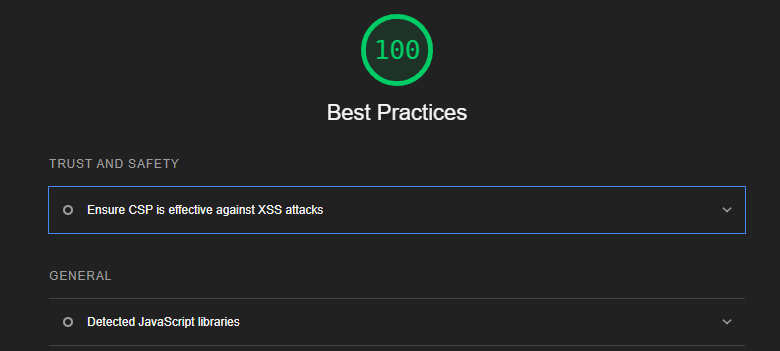 100
Best Practices
TRUST AND SAFETY
Ensure CSP is effective against XSS attacks
GENERAL
Detected JavaScript libraries